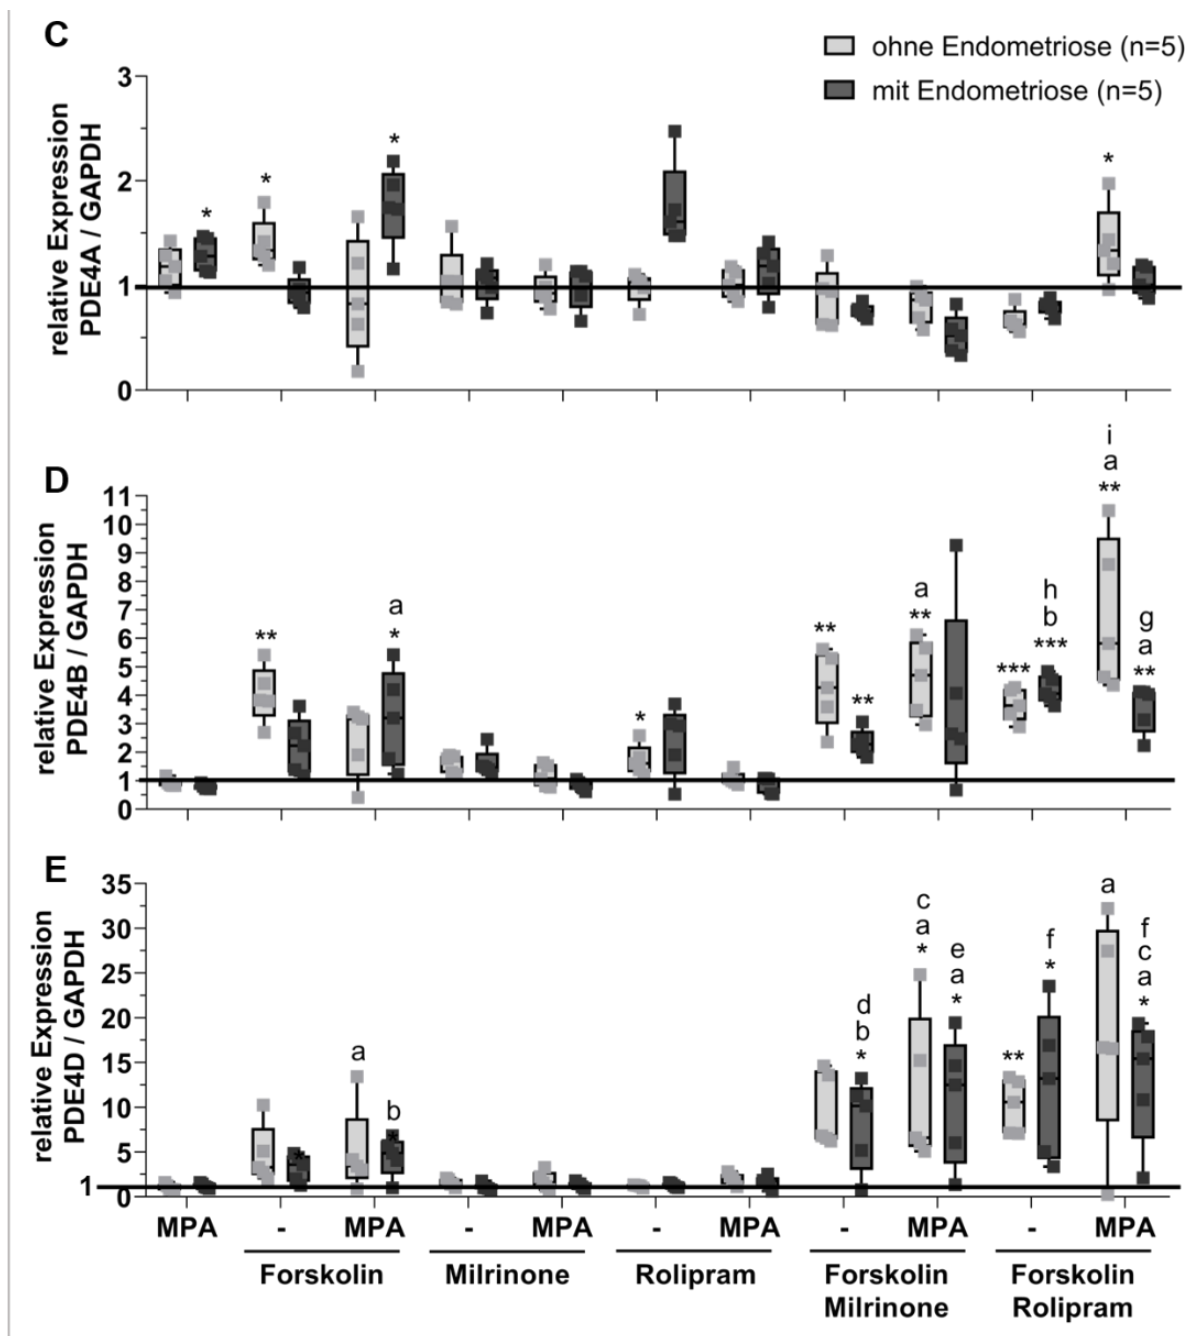 C
ohne Endometriose (n=5)
mit Endometriose (n=5)
relative Expression
PDE4A / GAPDH
3
2
1
0
*
*
*
*
D
relative Expression
PDE4B / GAPDH
11
10
9
8
7
6
5
4
3
2
1
0
**
a
*
*
**
**
a
**
***
h
b
***
i
a
**
g
a
**
E
relative Expression
PDE4D / GAPDH
35
30
25
20
15
10
5
1
0
*
a
b
*
d
b
*
c
a
*
e
a
*
**
f
*
a
f
c
a
*
MPA - MPA - MPA - MPA - MPA - MPA
Forskolin Milrinone Rolipram Forskolin Forskolin
Milrinone Rolipram